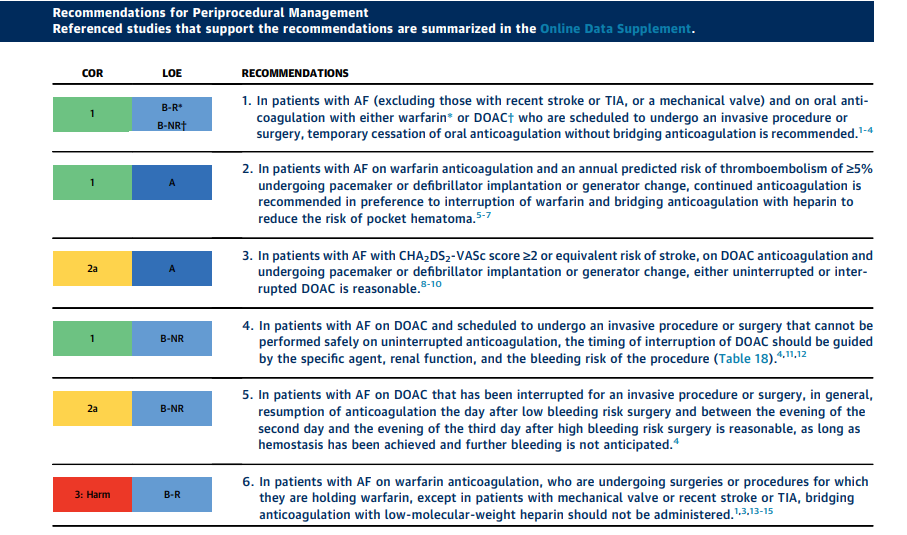 Recommendations for Periprocedural Management
Referenced studies that support the recommendations are summarized in the Online Data Supplement.
COR LOE RECOMMENDATIONS
1 B-R* B-NR† 1. In patients with AF (excluding those with recent stroke or TIA, or a mechanical valve) and on oral anti-
coagulation with either warfarin* or DOAC† who are scheduled to undergo an invasive procedure or
surgery, temporary cessation of oral anticoagulation without bridging anticoagulation is recommended.1-4
1 A 2. In patients with AF on warfarin anticoagulation and an annual predicted risk of thromboembolism of ≥5%
undergoing pacemaker or defibrillator implantation or generator change, continued anticoagulation is
recommended in preference to interruption of warfarin and bridging anticoagulation with heparin to
reduce the risk of pocket hematoma.5-7
2a A 3. In patients with AF with CHA2DS2-VASc score ≥2 or equivalent risk of stroke, on DOAC anticoagulation and
undergoing pacemaker or defibrillator implantation or generator change, either uninterrupted or inter-
rupted DOAC is reasonable.8-10
1 B-NR 4. In patients with AF on DOAC and scheduled to undergo an invasive procedure or surgery that cannot be
performed safely on uninterrupted anticoagulation, the timing of interruption of DOAC should be guided
by the specific agent, renal function, and the bleeding risk of the procedure (Table 18).4,11,12
2a B-NR 5. In patients with AF on DOAC that has been interrupted for an invasive procedure or surgery, in general,
resumption of anticoagulation the day after low bleeding risk surgery and between the evening of the
second day and the evening of the third day after high bleeding risk surgery is reasonable, as long as
hemostasis has been achieved and further bleeding is not anticipated.4
3: Harm B-R 6. In patients with AF on warfarin anticoagulation, who are undergoing surgeries or procedures for which
they are holding warfarin, except in patients with mechanical valve or recent stroke or TIA, bridging
anticoagulation with low-molecular-weight heparin should not be administered.1,3,13-15